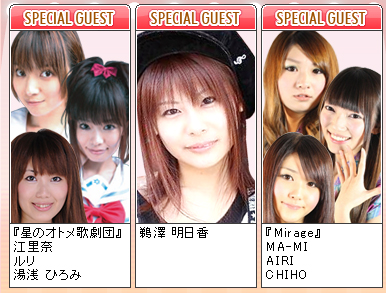 SPECIAL GUEST
『星のオトメ歌劇団』
江里奈
ルリ
湯浅 ひろみ
SPECIAL GUEST
鵜澤 明日香
SPECIAL GUEST
『Mirage』
MA-MI
AIRI
CHIHO